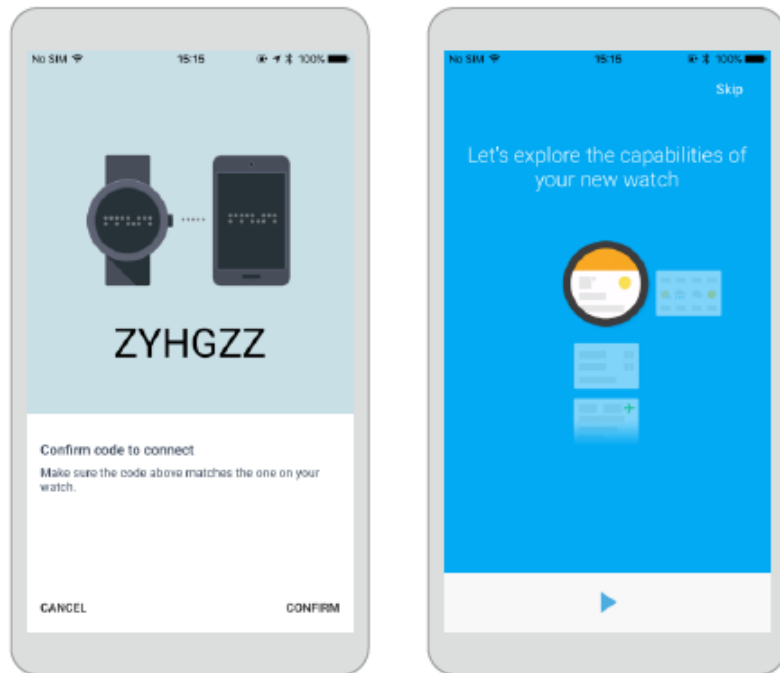 No SIM 15:15 100%
ZYHGZZ
Confirm code to connect
Make sure the code above matches the one on your
watch.
CANCEL CONFIRM
No SIM 15:15 100%
Skip
Let's explore the capabilities of
your new watch